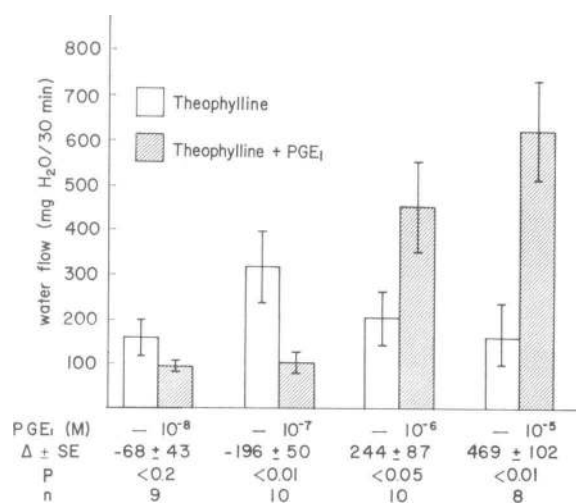 800
700
600
500
400
300
200
100
water flow (mg H₂O/30 min)
Theophylline
Theophylline + PGE₁
PGE₁ (M) — 10⁻⁸ — 10⁻⁷ — 10⁻⁶ — 10⁻⁵
Δ ± SE -68 ± 43 -196 ± 50 244 ± 87 469 ± 102
P <0.2 <0.01 <0.05 <0.01
n 9 10 10 8